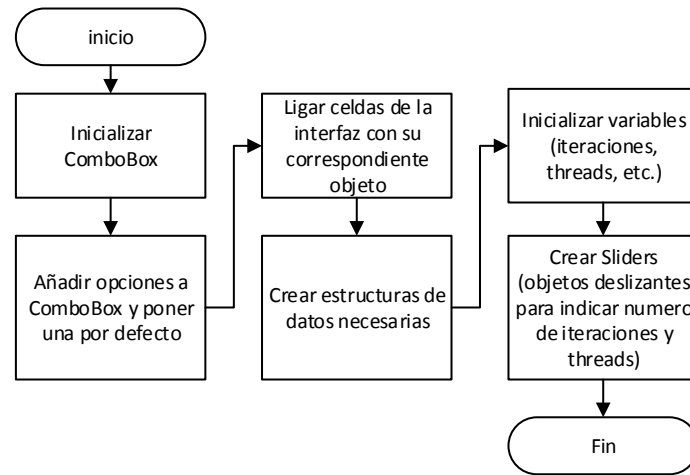 inicio
Inicializar
ComboBox
Añadir opciones a
ComboBox y poner
una por defecto
Ligar celdas de la
interfaz con su
correspondiente
objeto
Crear estructuras de
datos necesarias
Inicializar variables
(iteraciones,
threads, etc.)
Crear Sliders
(objetos deslizantes
para indicar numero
de iteraciones y
threads)
Fin